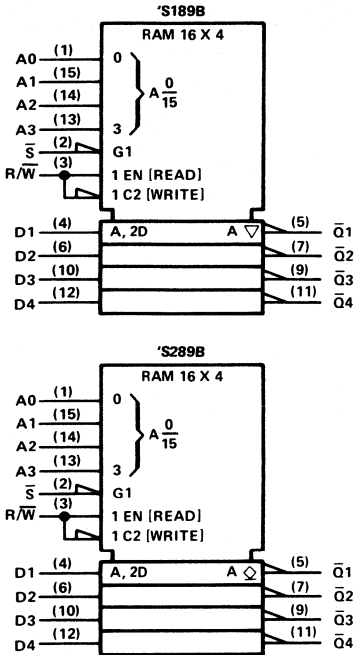 'S189B
RAM 16 X 4
A0 (1) 0
A1 (15)
A2 (14) A 0/15
A3 (13) 3
S̅ (2) G1
R/W̅ (3) 1 EN [READ]
1 C2 [WRITE]
D1 (4) A, 2D A ▽ (5) Q̅1
D2 (6) (7) Q̅2
D3 (10) (9) Q̅3
D4 (12) (11) Q̅4
'S289B
RAM 16 X 4
A0 (1) 0
A1 (15)
A2 (14) A 0/15
A3 (13) 3
S̅ (2) G1
R/W̅ (3) 1 EN [READ]
1 C2 [WRITE]
D1 (4) A, 2D A ◇ (5) Q̅1
D2 (6) (7) Q̅2
D3 (10) (9) Q̅3
D4 (12) (11) Q̅4